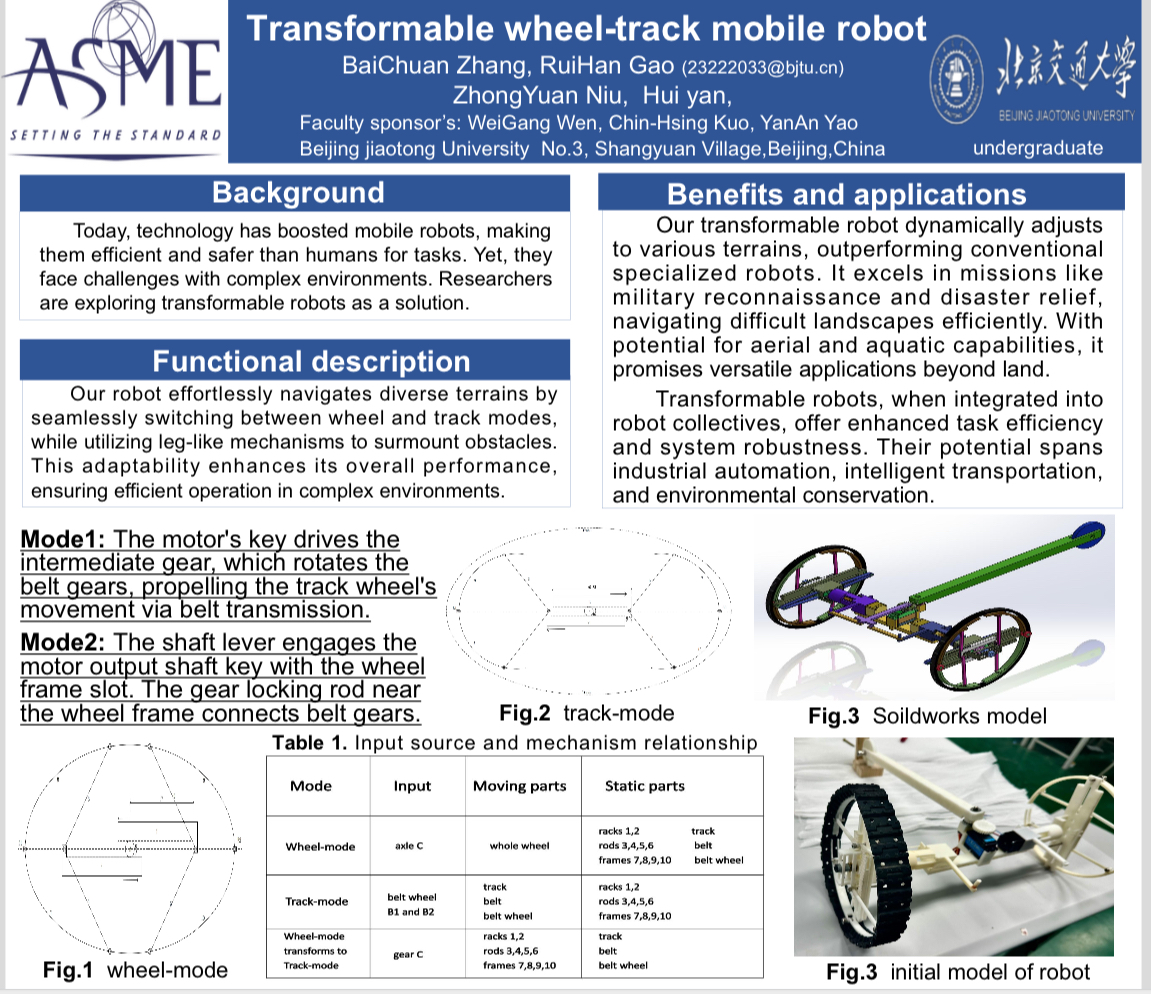 ASME
SETTING THE STANDARD
Transformable wheel-track mobile robot
BaiChuan Zhang, RuiHan Gao (23222033@bjtu.cn)
ZhongYuan Niu, Hui yan,
Faculty sponsor's: WeiGang Wen, Chin-Hsing Kuo, YanAn Yao
Beijing jiaotong University No.3, Shangyuan Village,Beijing,China
北京交通大学
BEIJING JIAOTONG UNIVERSITY
undergraduate
Background
Today, technology has boosted mobile robots, making
them efficient and safer than humans for tasks. Yet, they
face challenges with complex environments. Researchers
are exploring transformable robots as a solution.
Functional description
Our robot effortlessly navigates diverse terrains by
seamlessly switching between wheel and track modes,
while utilizing leg-like mechanisms to surmount obstacles.
This adaptability enhances its overall performance,
ensuring efficient operation in complex environments.
Benefits and applications
Our transformable robot dynamically adjusts
to various terrains, outperforming conventional
specialized robots. It excels in missions like
military reconnaissance and disaster relief,
navigating difficult landscapes efficiently. With
potential for aerial and aquatic capabilities, it
promises versatile applications beyond land.
Transformable robots, when integrated into
robot collectives, offer enhanced task efficiency
and system robustness. Their potential spans
industrial automation, intelligent transportation,
and environmental conservation.
Mode1: The motor's key drives the
intermediate gear, which rotates the
belt gears, propelling the track wheel's
movement via belt transmission.
Mode2: The shaft lever engages the
motor output shaft key with the wheel
frame slot. The gear locking rod near
the wheel frame connects belt gears.
Fig.2 track-mode
Fig.3 Soildworks model
Fig.1 wheel-mode
Table 1. Input source and mechanism relationship
Mode Input Moving parts Static parts
Wheel-mode axle C whole wheel
racks 1,2 track
rods 3,4,5,6 belt
frames 7,8,9,10 belt wheel
Track-mode
belt wheel
B1 and B2
track
belt
belt wheel
racks 1,2
rods 3,4,5,6
frames 7,8,9,10
Wheel-mode
transforms to
Track-mode
gear C
racks 1,2
rods 3,4,5,6
frames 7,8,9,10
track
belt
belt wheel
Fig.3 initial model of robot